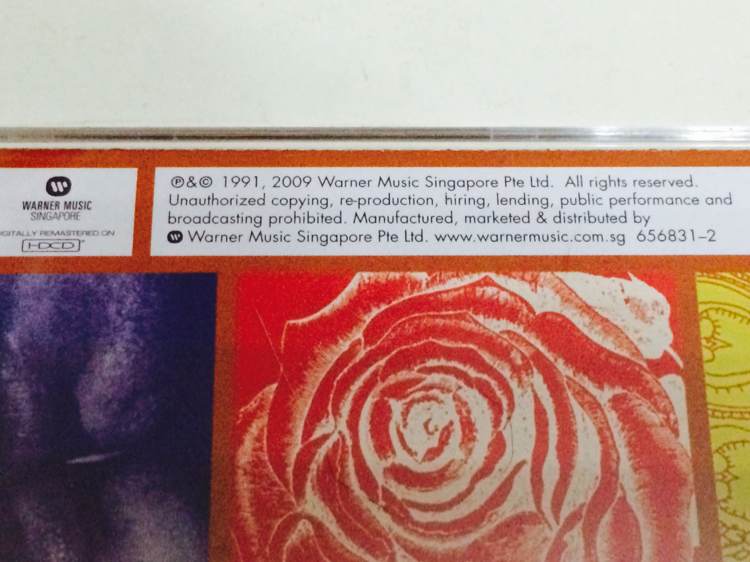 WARNER MUSIC
SINGAPORE
DIGITALLY REMASTERED ON
HDCD
℗&© 1991, 2009 Warner Music Singapore Pte Ltd. All rights reserved.
Unauthorized copying, re-production, hiring, lending, public performance and
broadcasting prohibited. Manufactured, marketed & distributed by
Warner Music Singapore Pte Ltd. www.warnermusic.com.sg 656831-2